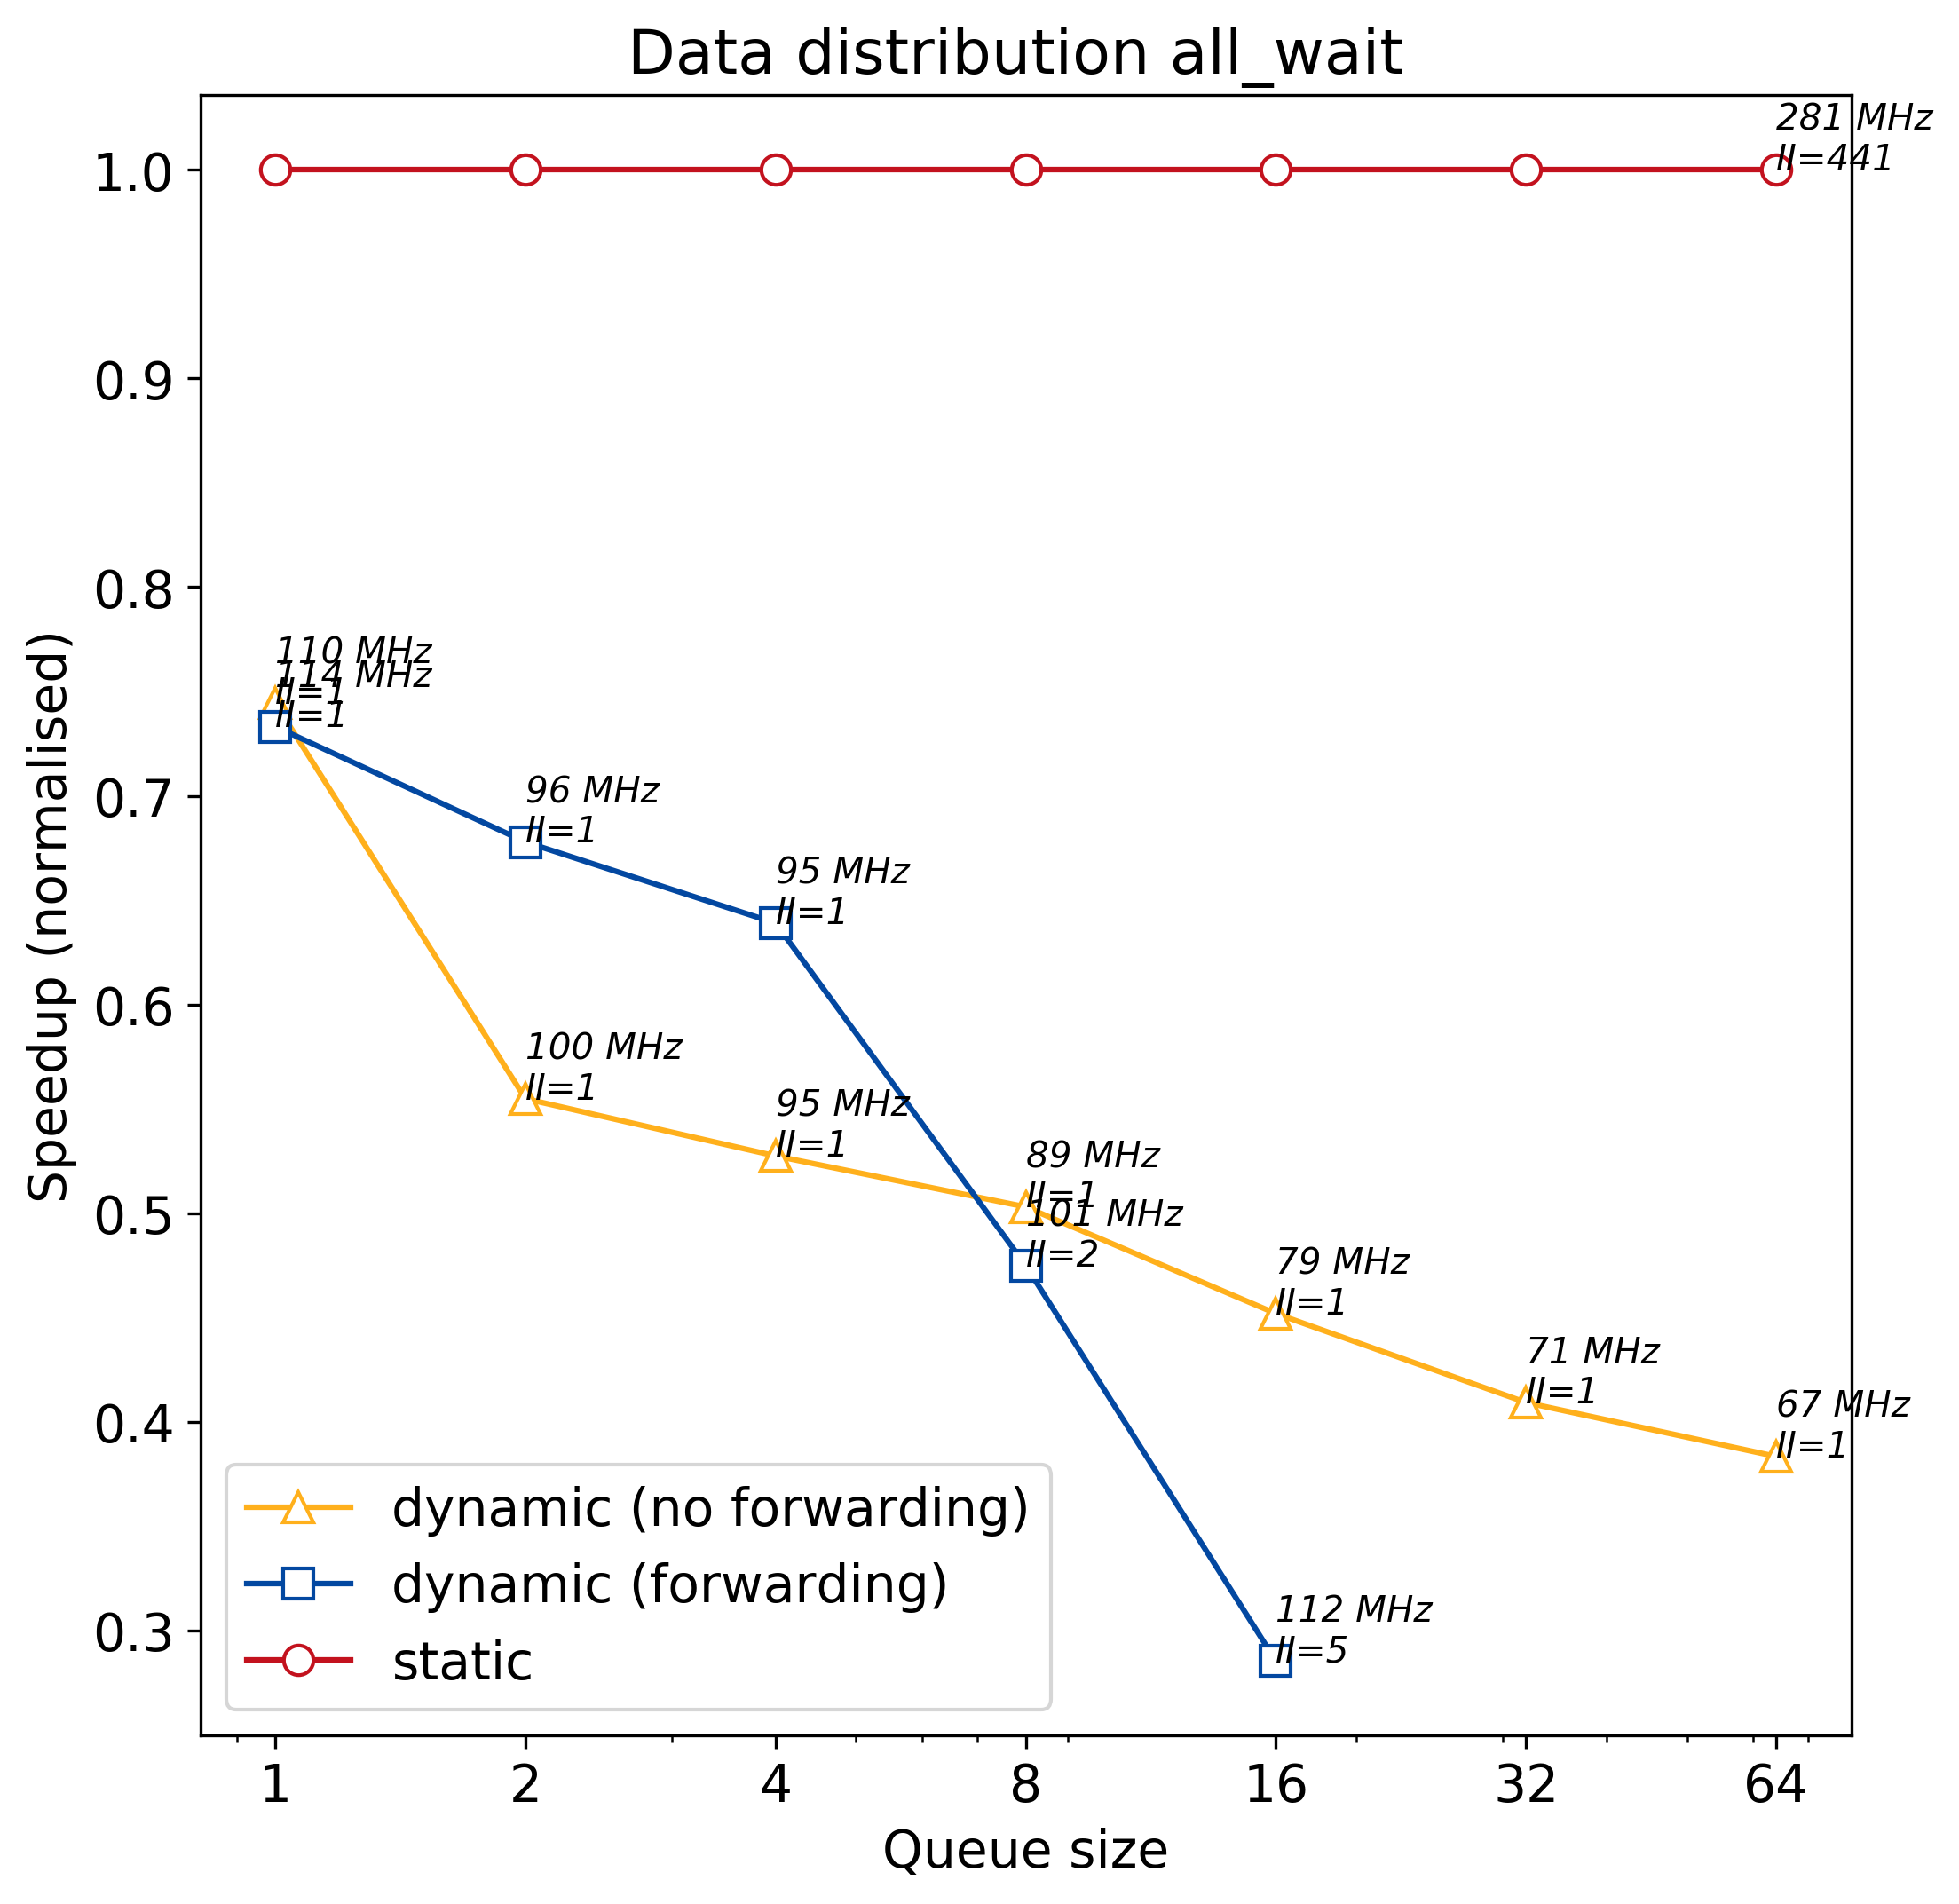 Data distribution all_wait
Speedup (normalised)
1.0
0.9
0.8
0.7
0.6
0.5
0.4
0.3
281 MHz
II=441
110 MHz
II=1
114 MHz
II=1
96 MHz
II=1
95 MHz
II=1
100 MHz
II=1
95 MHz
II=1
89 MHz
II=1
101 MHz
II=2
79 MHz
II=1
71 MHz
II=1
67 MHz
II=1
112 MHz
II=5
dynamic (no forwarding)
dynamic (forwarding)
static
1 2 4 8 16 32 64
Queue size